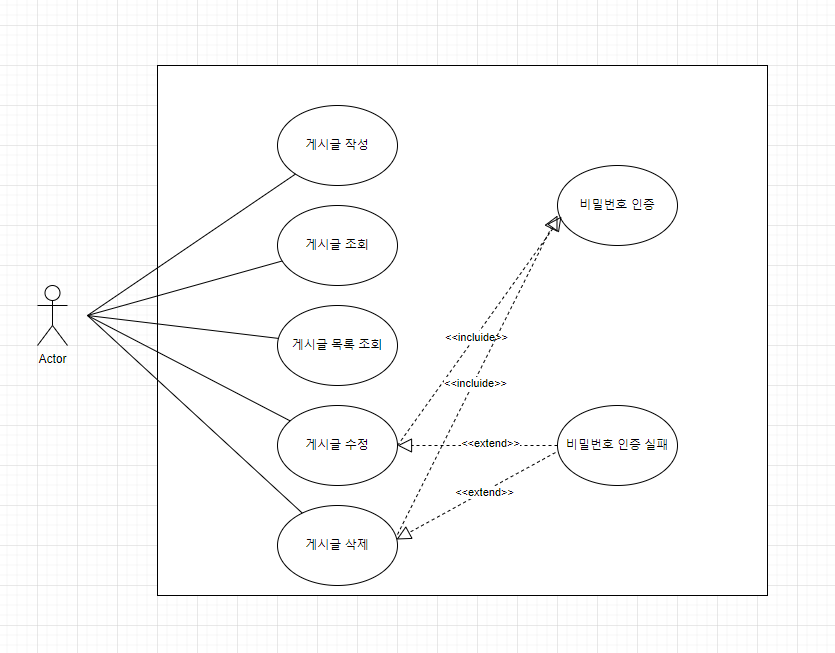 게시글 작성
게시글 조회
비밀번호 인증
게시글 목록 조회
Actor
<<incluide>>
<<incluide>>
게시글 수정
<<extend>>
비밀번호 인증 실패
<<extend>>
게시글 삭제